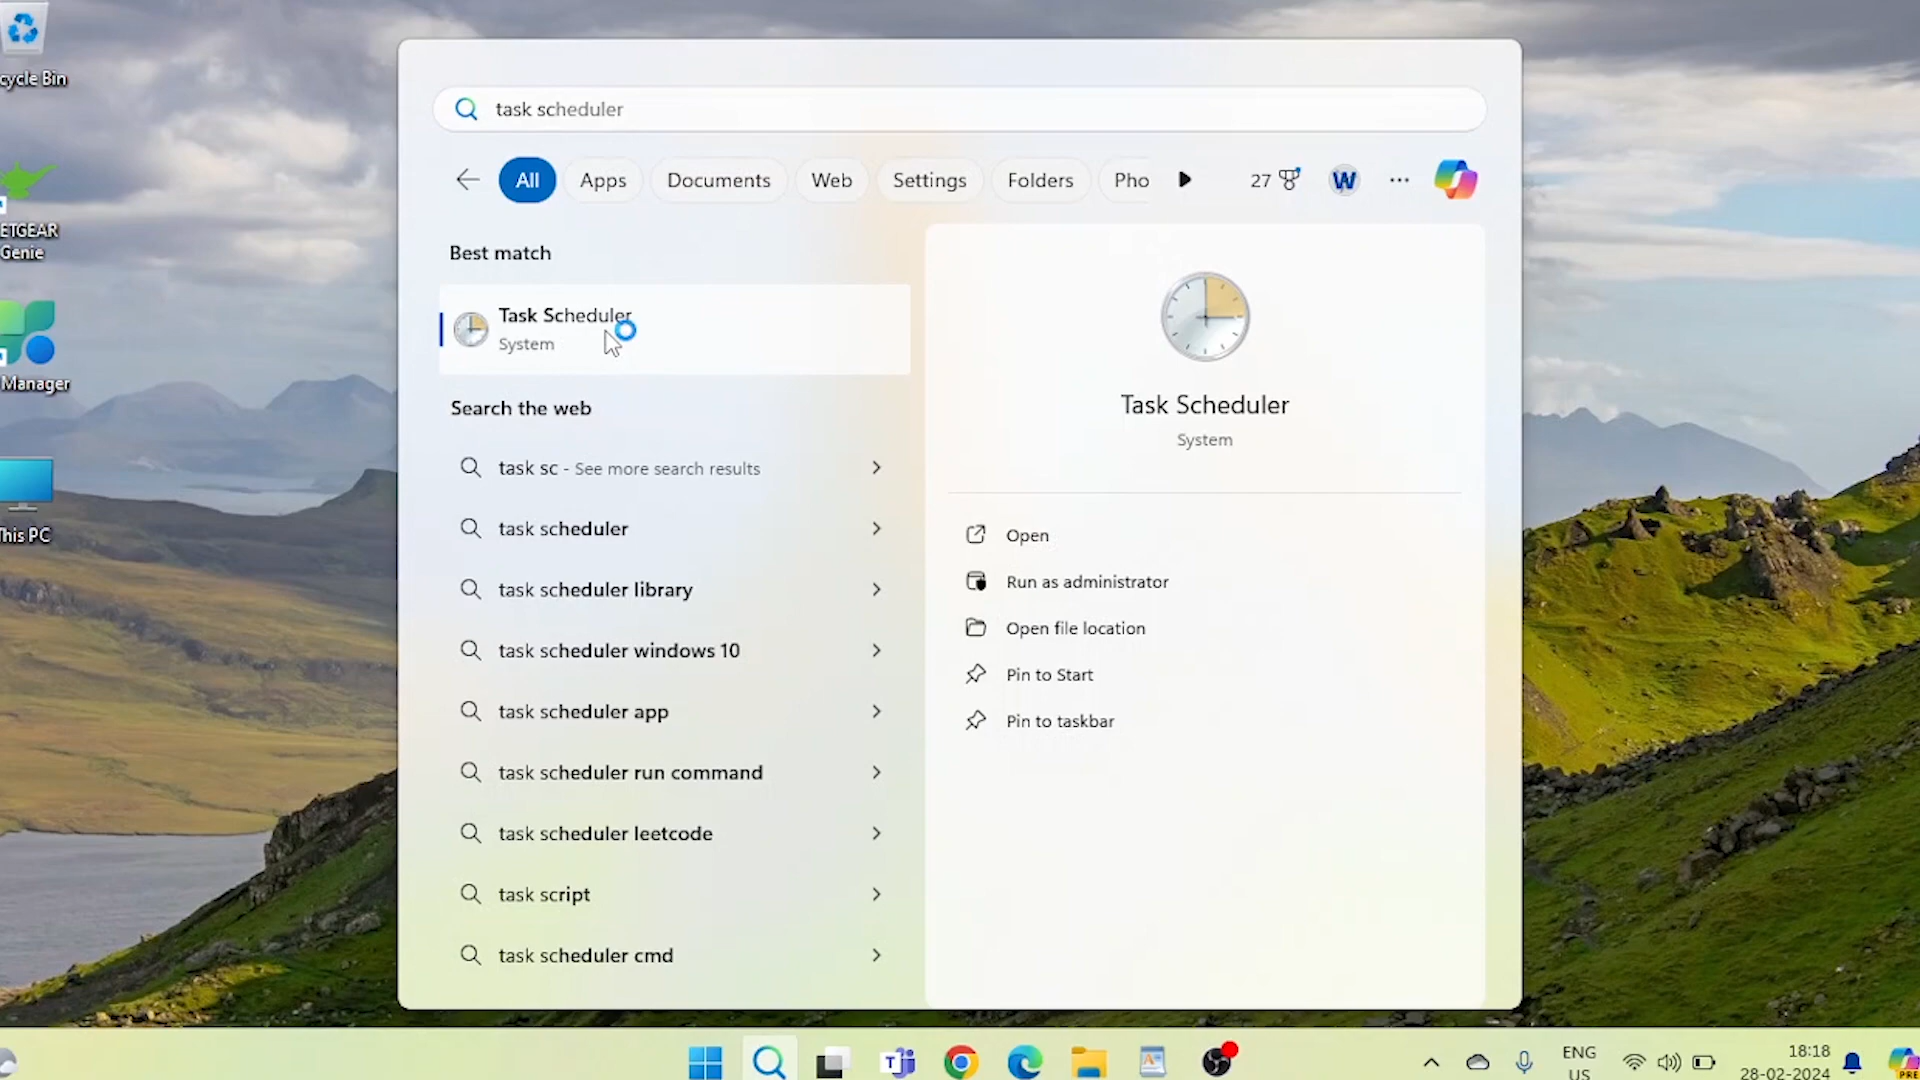 cycle Bin
ETGEAR
Genie
Manager
This PC
task scheduler
All
Apps
Documents
Web
Settings
Folders
Pho
27
W
Best match
Task Scheduler
System
Search the web
task sc - See more search results
task scheduler
task scheduler library
task scheduler windows 10
task scheduler app
task scheduler run command
task scheduler leetcode
task script
task scheduler cmd
Task Scheduler
System
Open
Run as administrator
Open file location
Pin to Start
Pin to taskbar
ENG
US
18:18
28-02-2024
PRE